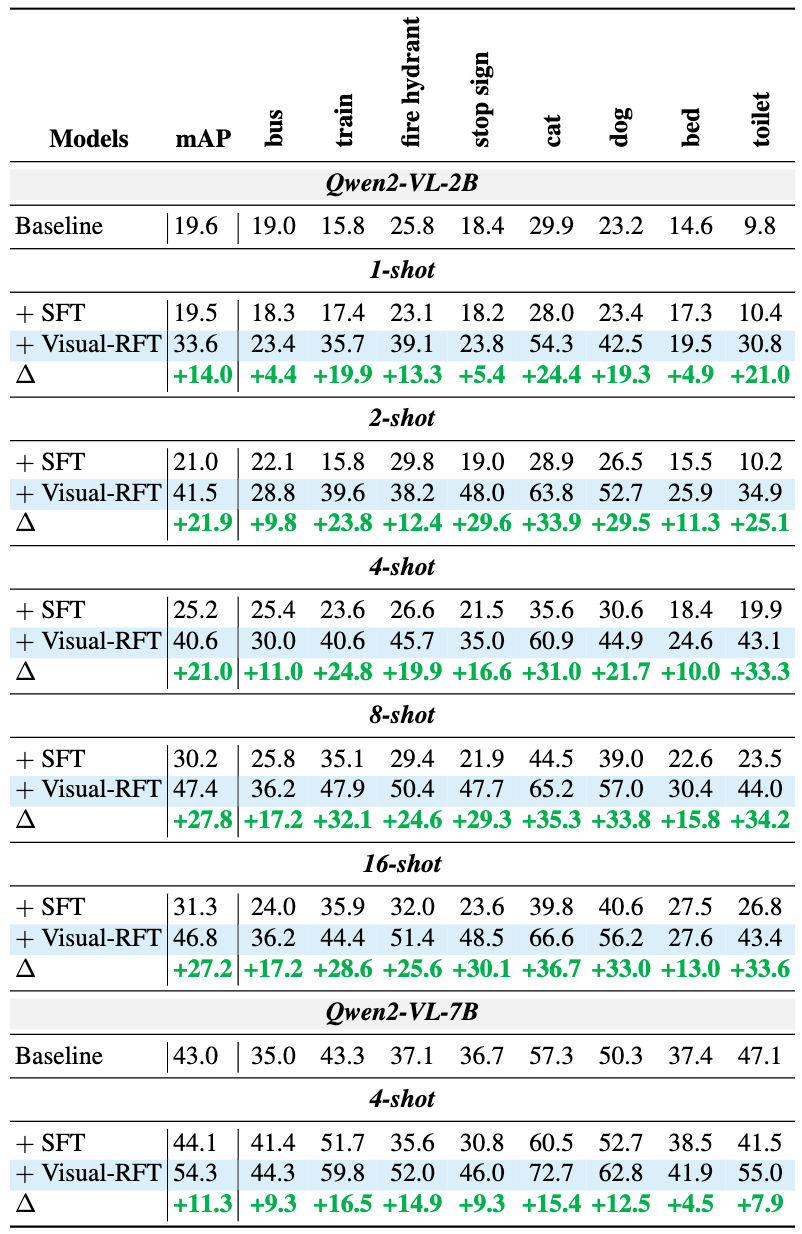 Models mAP bus train fire hydrant stop sign cat dog bed toilet
Qwen2-VL-2B
Baseline 19.6 19.0 15.8 25.8 18.4 29.9 23.2 14.6 9.8
1-shot
+ SFT 19.5 18.3 17.4 23.1 18.2 28.0 23.4 17.3 10.4
+ Visual-RFT 33.6 23.4 35.7 39.1 23.8 54.3 42.5 19.5 30.8
Δ +14.0 +4.4 +19.9 +13.3 +5.4 +24.4 +19.3 +4.9 +21.0
2-shot
+ SFT 21.0 22.1 15.8 29.8 19.0 28.9 26.5 15.5 10.2
+ Visual-RFT 41.5 28.8 39.6 38.2 48.0 63.8 52.7 25.9 34.9
Δ +21.9 +9.8 +23.8 +12.4 +29.6 +33.9 +29.5 +11.3 +25.1
4-shot
+ SFT 25.2 25.4 23.6 26.6 21.5 35.6 30.6 18.4 19.9
+ Visual-RFT 40.6 30.0 40.6 45.7 35.0 60.9 44.9 24.6 43.1
Δ +21.0 +11.0 +24.8 +19.9 +16.6 +31.0 +21.7 +10.0 +33.3
8-shot
+ SFT 30.2 25.8 35.1 29.4 21.9 44.5 39.0 22.6 23.5
+ Visual-RFT 47.4 36.2 47.9 50.4 47.7 65.2 57.0 30.4 44.0
Δ +27.8 +17.2 +32.1 +24.6 +29.3 +35.3 +33.8 +15.8 +34.2
16-shot
+ SFT 31.3 24.0 35.9 32.0 23.6 39.8 40.6 27.5 26.8
+ Visual-RFT 46.8 36.2 44.4 51.4 48.5 66.6 56.2 27.6 43.4
Δ +27.2 +17.2 +28.6 +25.6 +30.1 +36.7 +33.0 +13.0 +33.6
Qwen2-VL-7B
Baseline 43.0 35.0 43.3 37.1 36.7 57.3 50.3 37.4 47.1
4-shot
+ SFT 44.1 41.4 51.7 35.6 30.8 60.5 52.7 38.5 41.5
+ Visual-RFT 54.3 44.3 59.8 52.0 46.0 72.7 62.8 41.9 55.0
Δ +11.3 +9.3 +16.5 +14.9 +9.3 +15.4 +12.5 +4.5 +7.9